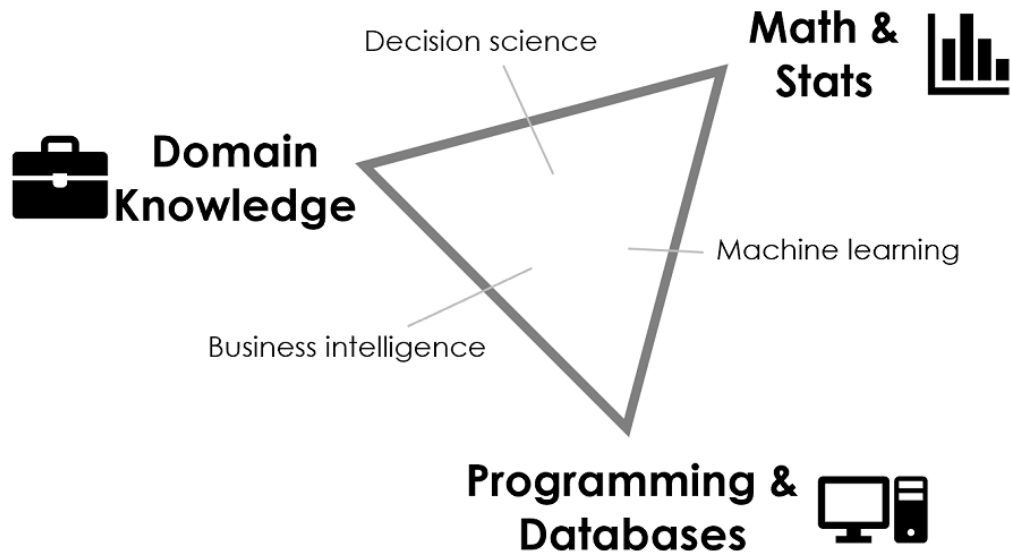 Decision science
Math &
Stats
Domain
Knowledge
Machine learning
Business intelligence
Programming &
Databases